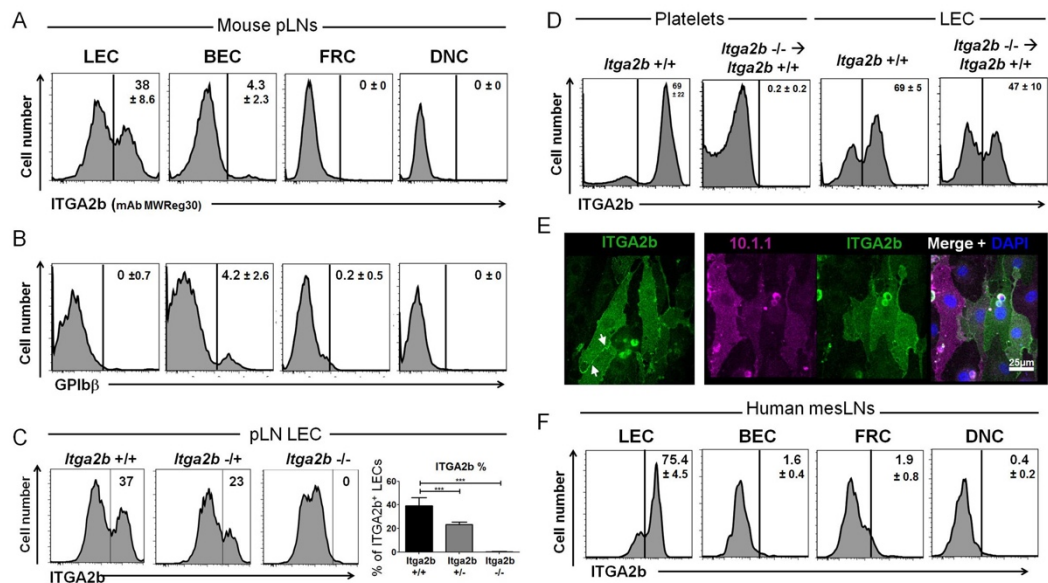 A
Mouse pLNs
LEC BEC FRC DNC
Cell number
38
± 8.6
4.3
± 2.3
0 ± 0
0 ± 0
ITGA2b (mAb MWReg30)
B
Cell number
0 ±0.7
4.2 ± 2.6
0.2 ± 0.5
0 ± 0
GPIbβ
C
pLN LEC
Itga2b +/+ Itga2b -/+ Itga2b -/-
Cell number
37
23
0
ITGA2b
ITGA2b %
% of ITGA2b+ LECs
60
40
20
0
*** ***
Itga2b +/+
Itga2b +/-
Itga2b -/-
D
Platelets LEC
Itga2b +/+
Itga2b -/- →
Itga2b +/+
Itga2b +/+
Itga2b -/- →
Itga2b +/+
Cell number
69
± 22
0.2 ± 0.2
69 ± 5
47 ± 10
ITGA2b
E
ITGA2b 10.1.1 ITGA2b Merge + DAPI
25µm
F
Human mesLNs
LEC BEC FRC DNC
Cell number
75.4
± 4.5
1.6
± 0.4
1.9
± 0.8
0.4
± 0.2
ITGA2b